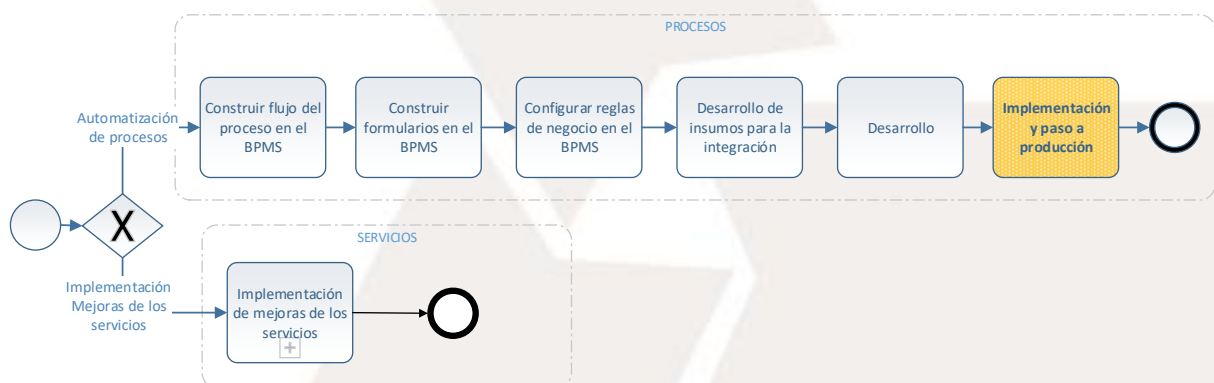 PROCESOS
Automatización
de procesos
Construir flujo del
proceso en el
BPMS
Construir
formularios en el
BPMS
Configurar reglas
de negocio en el
BPMS
Desarrollo de
insumos para la
integración
Desarrollo
Implementación
y paso a
producción
X
SERVICIOS
Implementación
Mejoras de los
servicios
Implementación
de mejoras de los
servicios